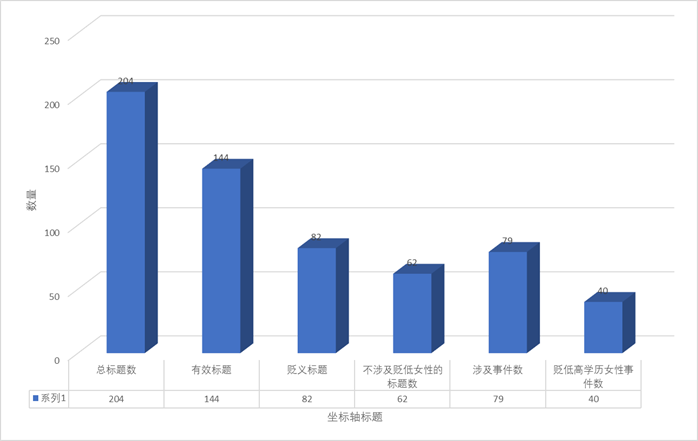 250
200
150
100
50
0
数量
204
144
82
62
79
40
总标题数
有效标题
贬义标题
不涉及贬低女性的
标题数
涉及事件数
贬低高学历女性事
件数
系列1 204 144 82 62 79 40
坐标轴标题